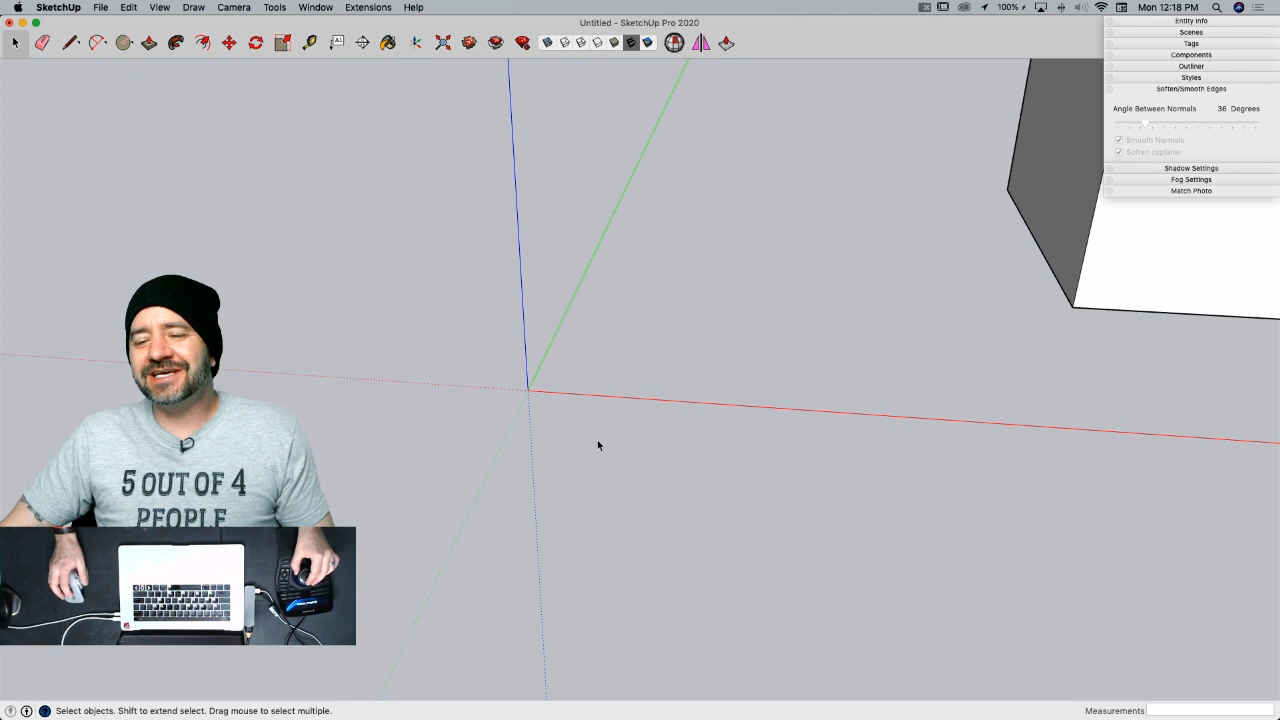 SketchUp File Edit View Draw Camera Tools Window Extensions Help 100% Mon 12:18 PM
Untitled - SketchUp Pro 2020
Entity Info
Scenes
Tags
Components
Outliner
Styles
Soften/Smooth Edges
Angle Between Normals 36 Degrees
Smooth Normals
Soften coplanar
Shadow Settings
Fog Settings
Match Photo
5 OUT OF 4
PEOPLE
Select objects. Shift to extend select. Drag mouse to select multiple.
Measurements